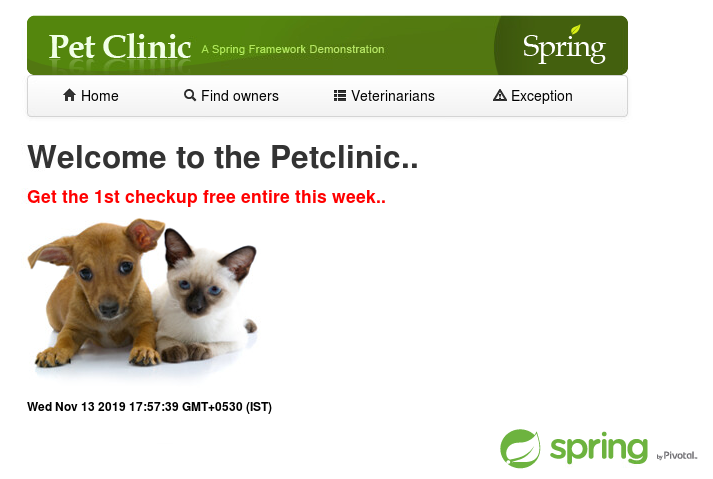 Pet Clinic A Spring Framework Demonstration Spring
Home Find owners Veterinarians Exception
Welcome to the Petclinic..
Get the 1st checkup free entire this week..
Wed Nov 13 2019 17:57:39 GMT+0530 (IST)
spring by Pivotal.